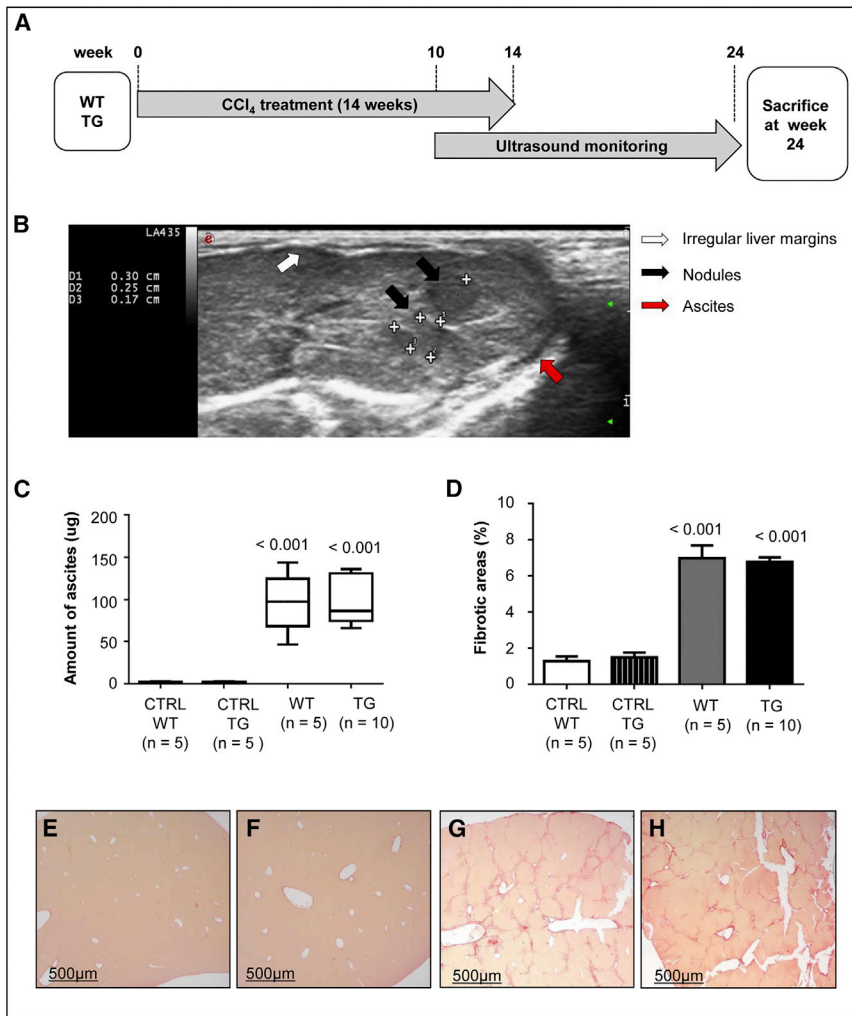 A
week 0 10 14 24
WT
TG
CCl4 treatment (14 weeks)
Ultrasound monitoring
Sacrifice
at week
24
B
LA435
e
D1 0.30 cm
D2 0.25 cm
D3 0.17 cm
1
3
2
1
Irregular liver margins
Nodules
Ascites
C
Amount of ascites (ug)
200
150
100
50
0
< 0.001
< 0.001
CTRL
WT
(n = 5)
CTRL
TG
(n = 5 )
WT
(n = 5)
TG
(n = 10)
D
Fibrotic areas (%)
10
8
6
4
2
0
< 0.001
< 0.001
CTRL
WT
(n = 5)
CTRL
TG
(n = 5)
WT
(n = 5)
TG
(n = 10)
E
500µm
F
500µm
G
500µm
H
500µm